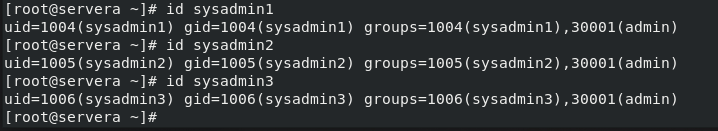 [root@servera ~]# id sysadmin1
uid=1004(sysadmin1) gid=1004(sysadmin1) groups=1004(sysadmin1),30001(admin)
[root@servera ~]# id sysadmin2
uid=1005(sysadmin2) gid=1005(sysadmin2) groups=1005(sysadmin2),30001(admin)
[root@servera ~]# id sysadmin3
uid=1006(sysadmin3) gid=1006(sysadmin3) groups=1006(sysadmin3),30001(admin)
[root@servera ~]#